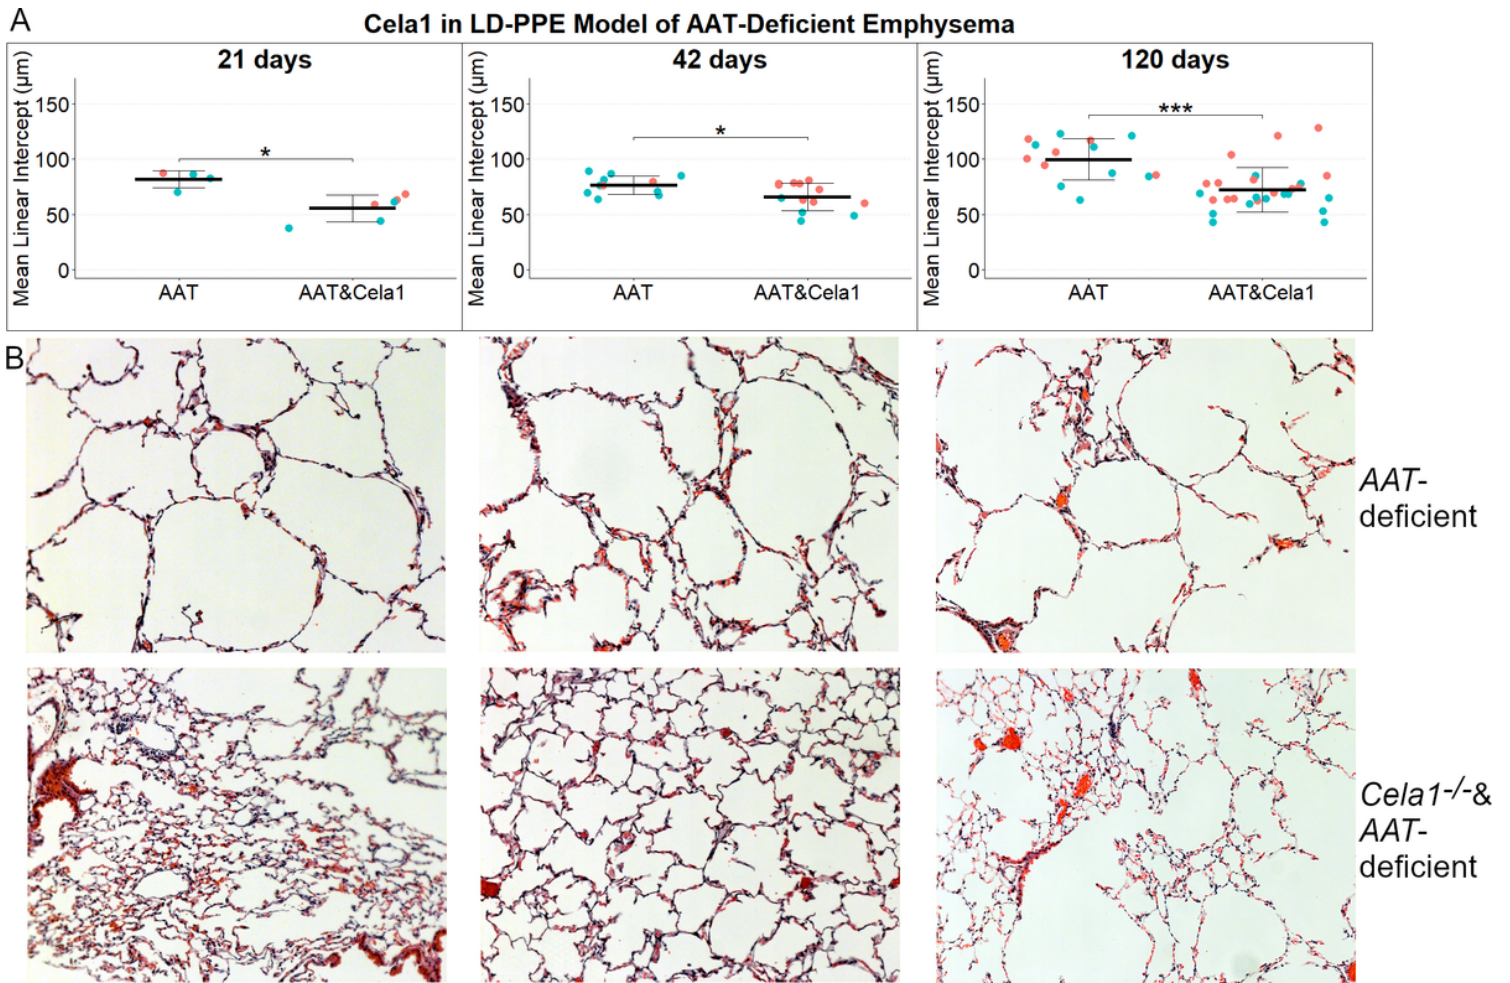 A
Cela1 in LD-PPE Model of AAT-Deficient Emphysema
21 days
Mean Linear Intercept (µm)
150
100
50
0
*
AAT
AAT&Cela1
42 days
Mean Linear Intercept (µm)
150
100
50
0
*
AAT
AAT&Cela1
120 days
Mean Linear Intercept (µm)
150
100
50
0
***
AAT
AAT&Cela1
B
AAT-
deficient
Cela1-/-&
AAT-
deficient